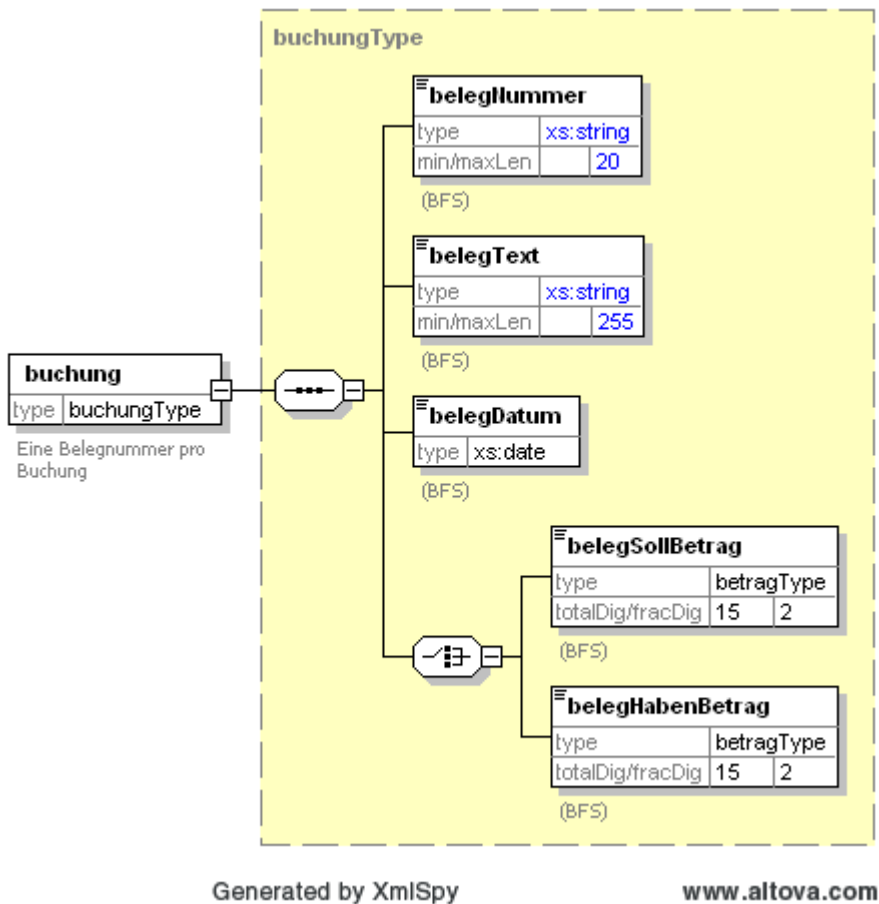 buchungType
belegNummer
type xs:string
min/maxLen 20
(BFS)
belegText
type xs:string
min/maxLen 255
(BFS)
buchung
type buchungType
Eine Belegnummer pro
Buchung
belegDatum
type xs:date
(BFS)
belegSollBetrag
type betragType
totalDig/fracDig 15 2
(BFS)
belegHabenBetrag
type betragType
totalDig/fracDig 15 2
(BFS)
Generated by XmlSpy www.altova.com